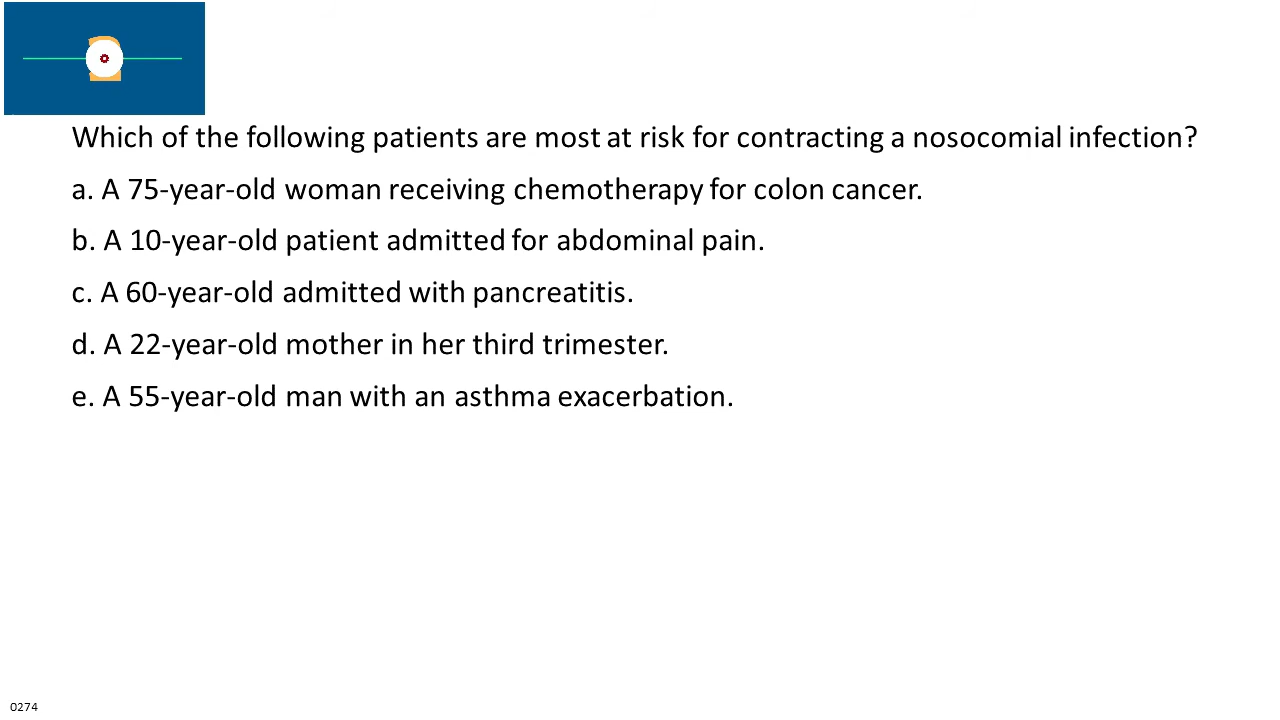 Which of the following patients are most at risk for contracting a nosocomial infection?
a. A 75-year-old woman receiving chemotherapy for colon cancer.
b. A 10-year-old patient admitted for abdominal pain.
c. A 60-year-old admitted with pancreatitis.
d. A 22-year-old mother in her third trimester.
e. A 55-year-old man with an asthma exacerbation.
0274